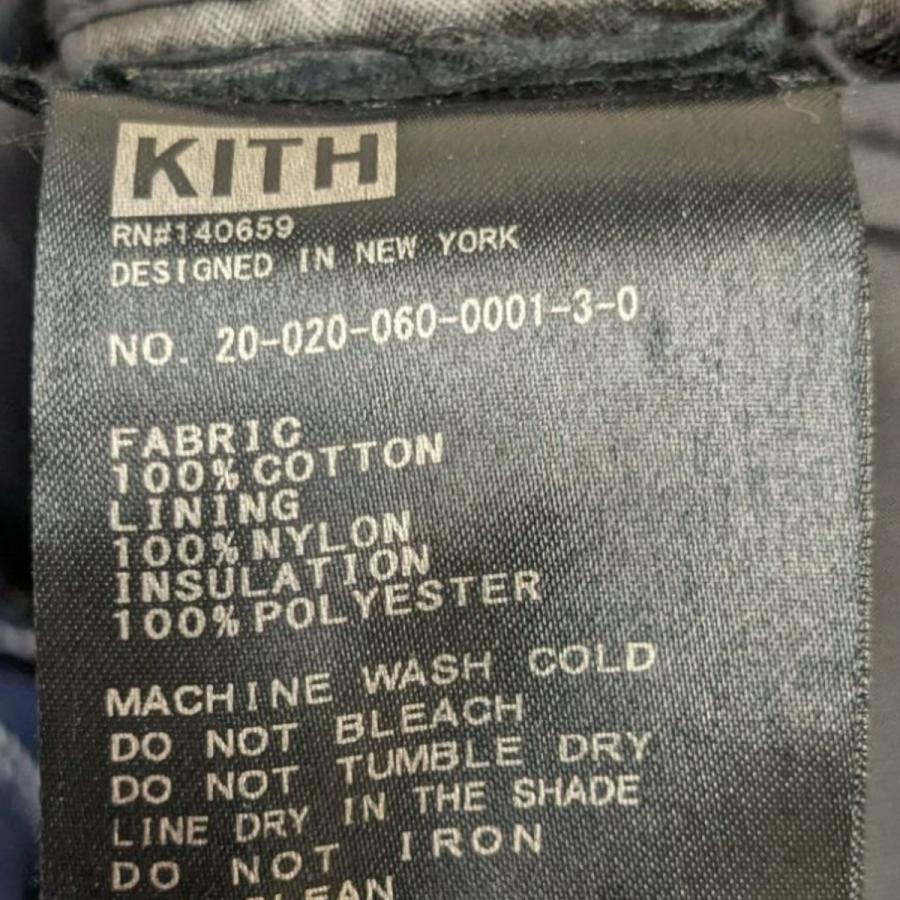 KITH
RN#140659
DESIGNED IN NEW YORK
NO. 20-020-060-0001-3-0
FABRIC
100% COTTON
LINING
100% NYLON
INSULATION
100% POLYESTER
MACHINE WASH COLD
DO NOT BLEACH
DO NOT TUMBLE DRY
LINE DRY IN THE SHADE
DO NOT IRON